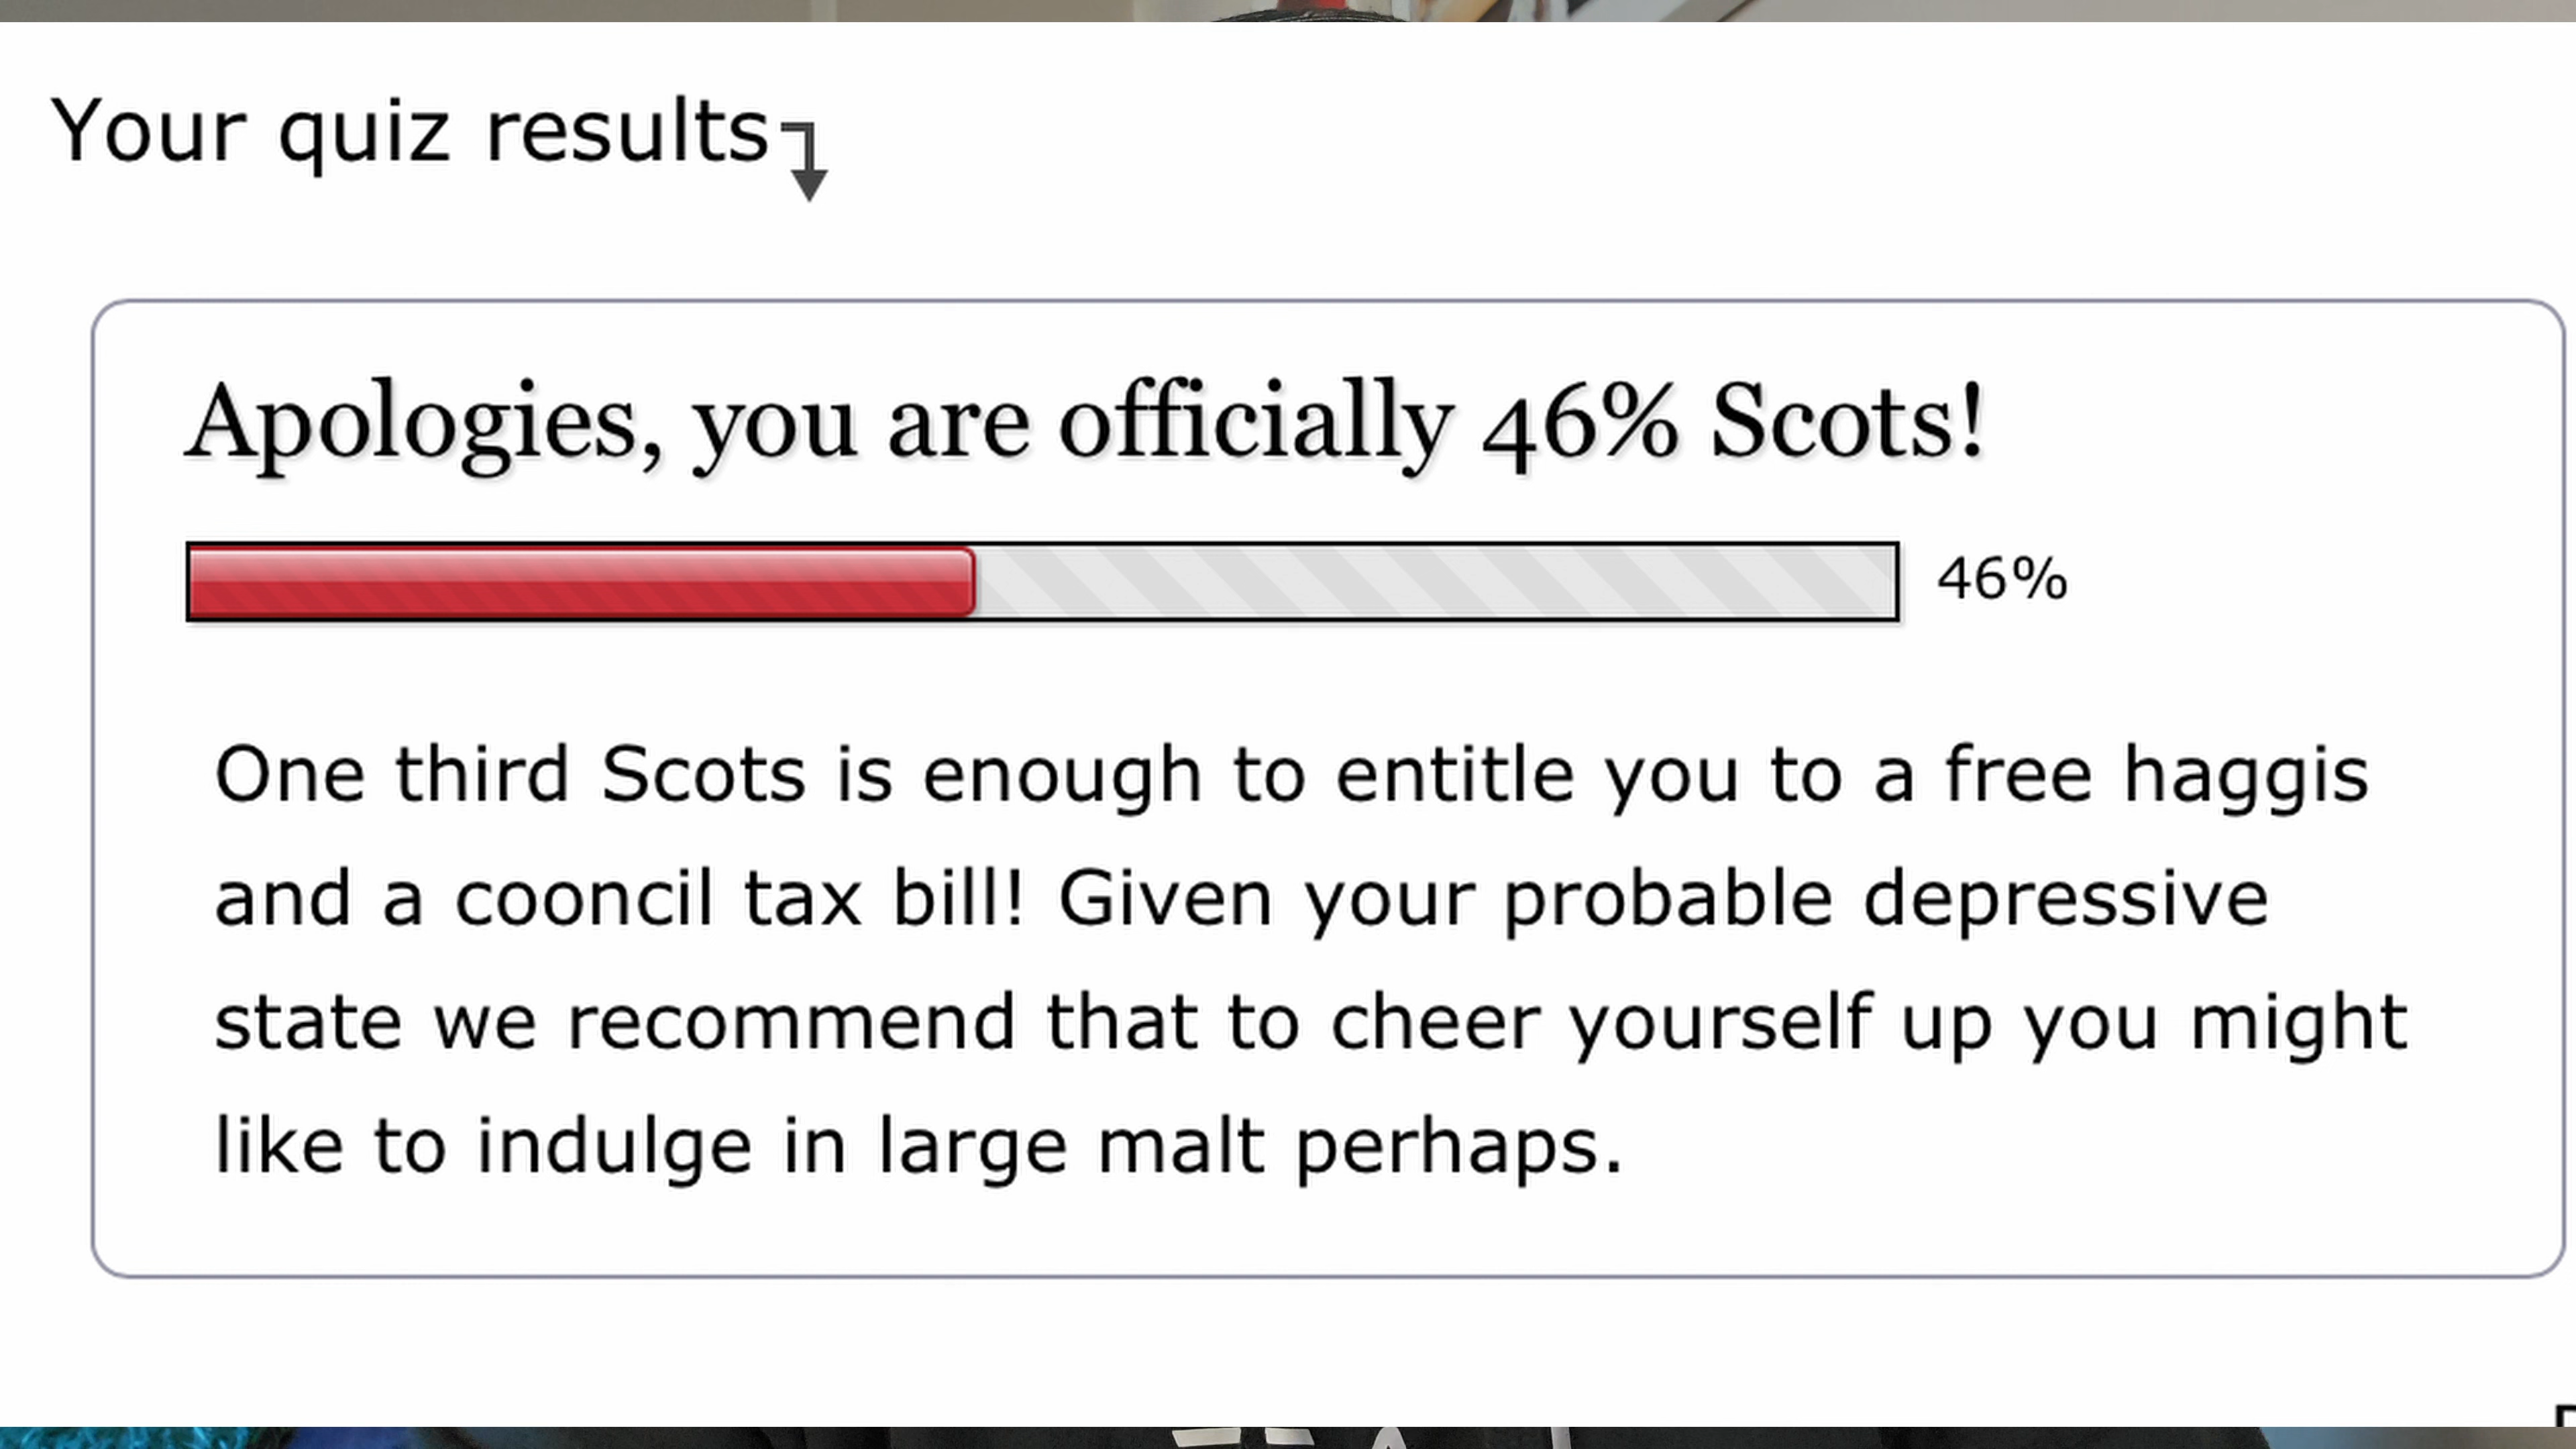 Your quiz results
Apologies, you are officially 46% Scots!
46%
One third Scots is enough to entitle you to a free haggis
and a cooncil tax bill! Given your probable depressive
state we recommend that to cheer yourself up you might
like to indulge in large malt perhaps.